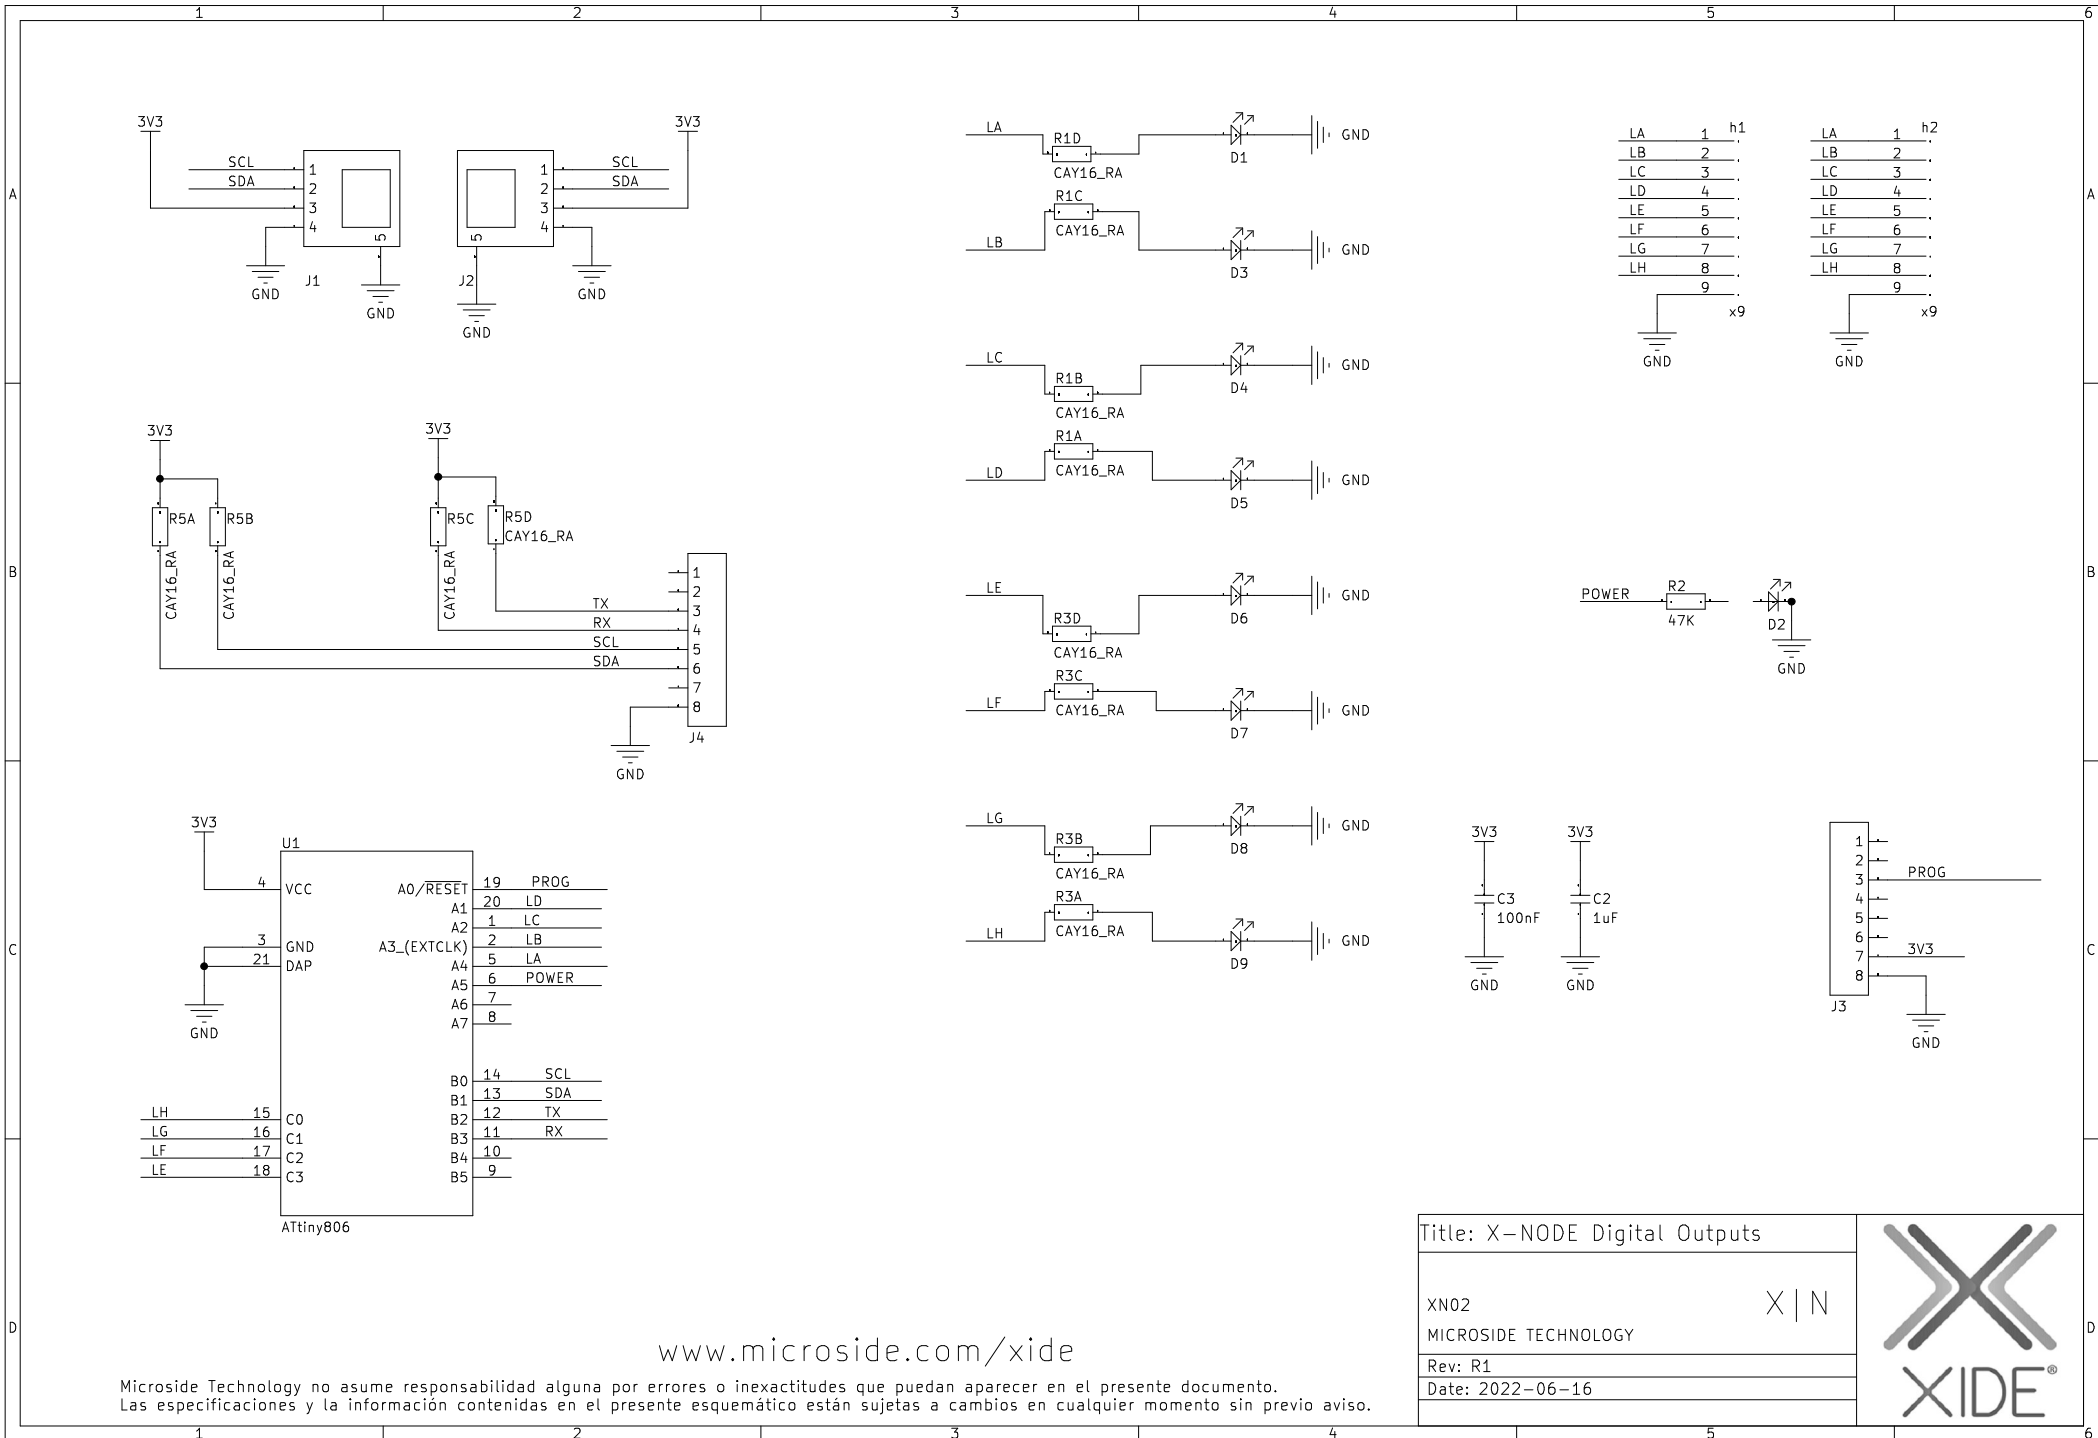 1 2 3 4 5 6
A
B
C
D
A
B
C
D
3V3
SCL
SDA
1
2
3
4
5
GND
J1
GND
3V3
SCL
SDA
1
2
3
4
5
J2
GND
GND
LA
R1D
CAY16_RA
D1
GND
R1C
CAY16_RA
LB
D3
GND
LC
R1B
CAY16_RA
D4
GND
R1A
CAY16_RA
LD
D5
GND
LE
R3D
CAY16_RA
D6
GND
R3C
CAY16_RA
LF
D7
GND
LG
R3B
CAY16_RA
D8
GND
R3A
CAY16_RA
LH
D9
GND
h1
LA 1
LB 2
LC 3
LD 4
LE 5
LF 6
LG 7
LH 8
9
x9
GND
h2
LA 1
LB 2
LC 3
LD 4
LE 5
LF 6
LG 7
LH 8
9
x9
GND
3V3
R5A
CAY16_RA
R5B
CAY16_RA
3V3
R5C
CAY16_RA
R5D
CAY16_RA
1
2
TX 3
RX 4
SCL 5
SDA 6
7
8
J4
GND
POWER
R2
47K
D2
GND
3V3
U1
4 VCC
3 GND
21 DAP
GND
A0/RESET 19 PROG
A1 20 LD
A2 1 LC
A3_(EXTCLK) 2 LB
A4 5 LA
A5 6 POWER
A6 7
A7 8
B0 14 SCL
B1 13 SDA
B2 12 TX
B3 11 RX
B4 10
B5 9
LH 15 C0
LG 16 C1
LF 17 C2
LE 18 C3
ATtiny806
3V3
C3
100nF
GND
3V3
C2
1uF
GND
1
2
3 PROG
4
5
6
7 3V3
8
J3
GND
Title: X-NODE Digital Outputs
XN02
X|N
MICROSIDE TECHNOLOGY
Rev: R1
Date: 2022-06-16
XIDE®
www.microside.com/xide
Microside Technology no asume responsabilidad alguna por errores o inexactitudes que puedan aparecer en el presente documento.
Las especificaciones y la información contenidas en el presente esquemático están sujetas a cambios en cualquier momento sin previo aviso.
1 2 3 4 5 6